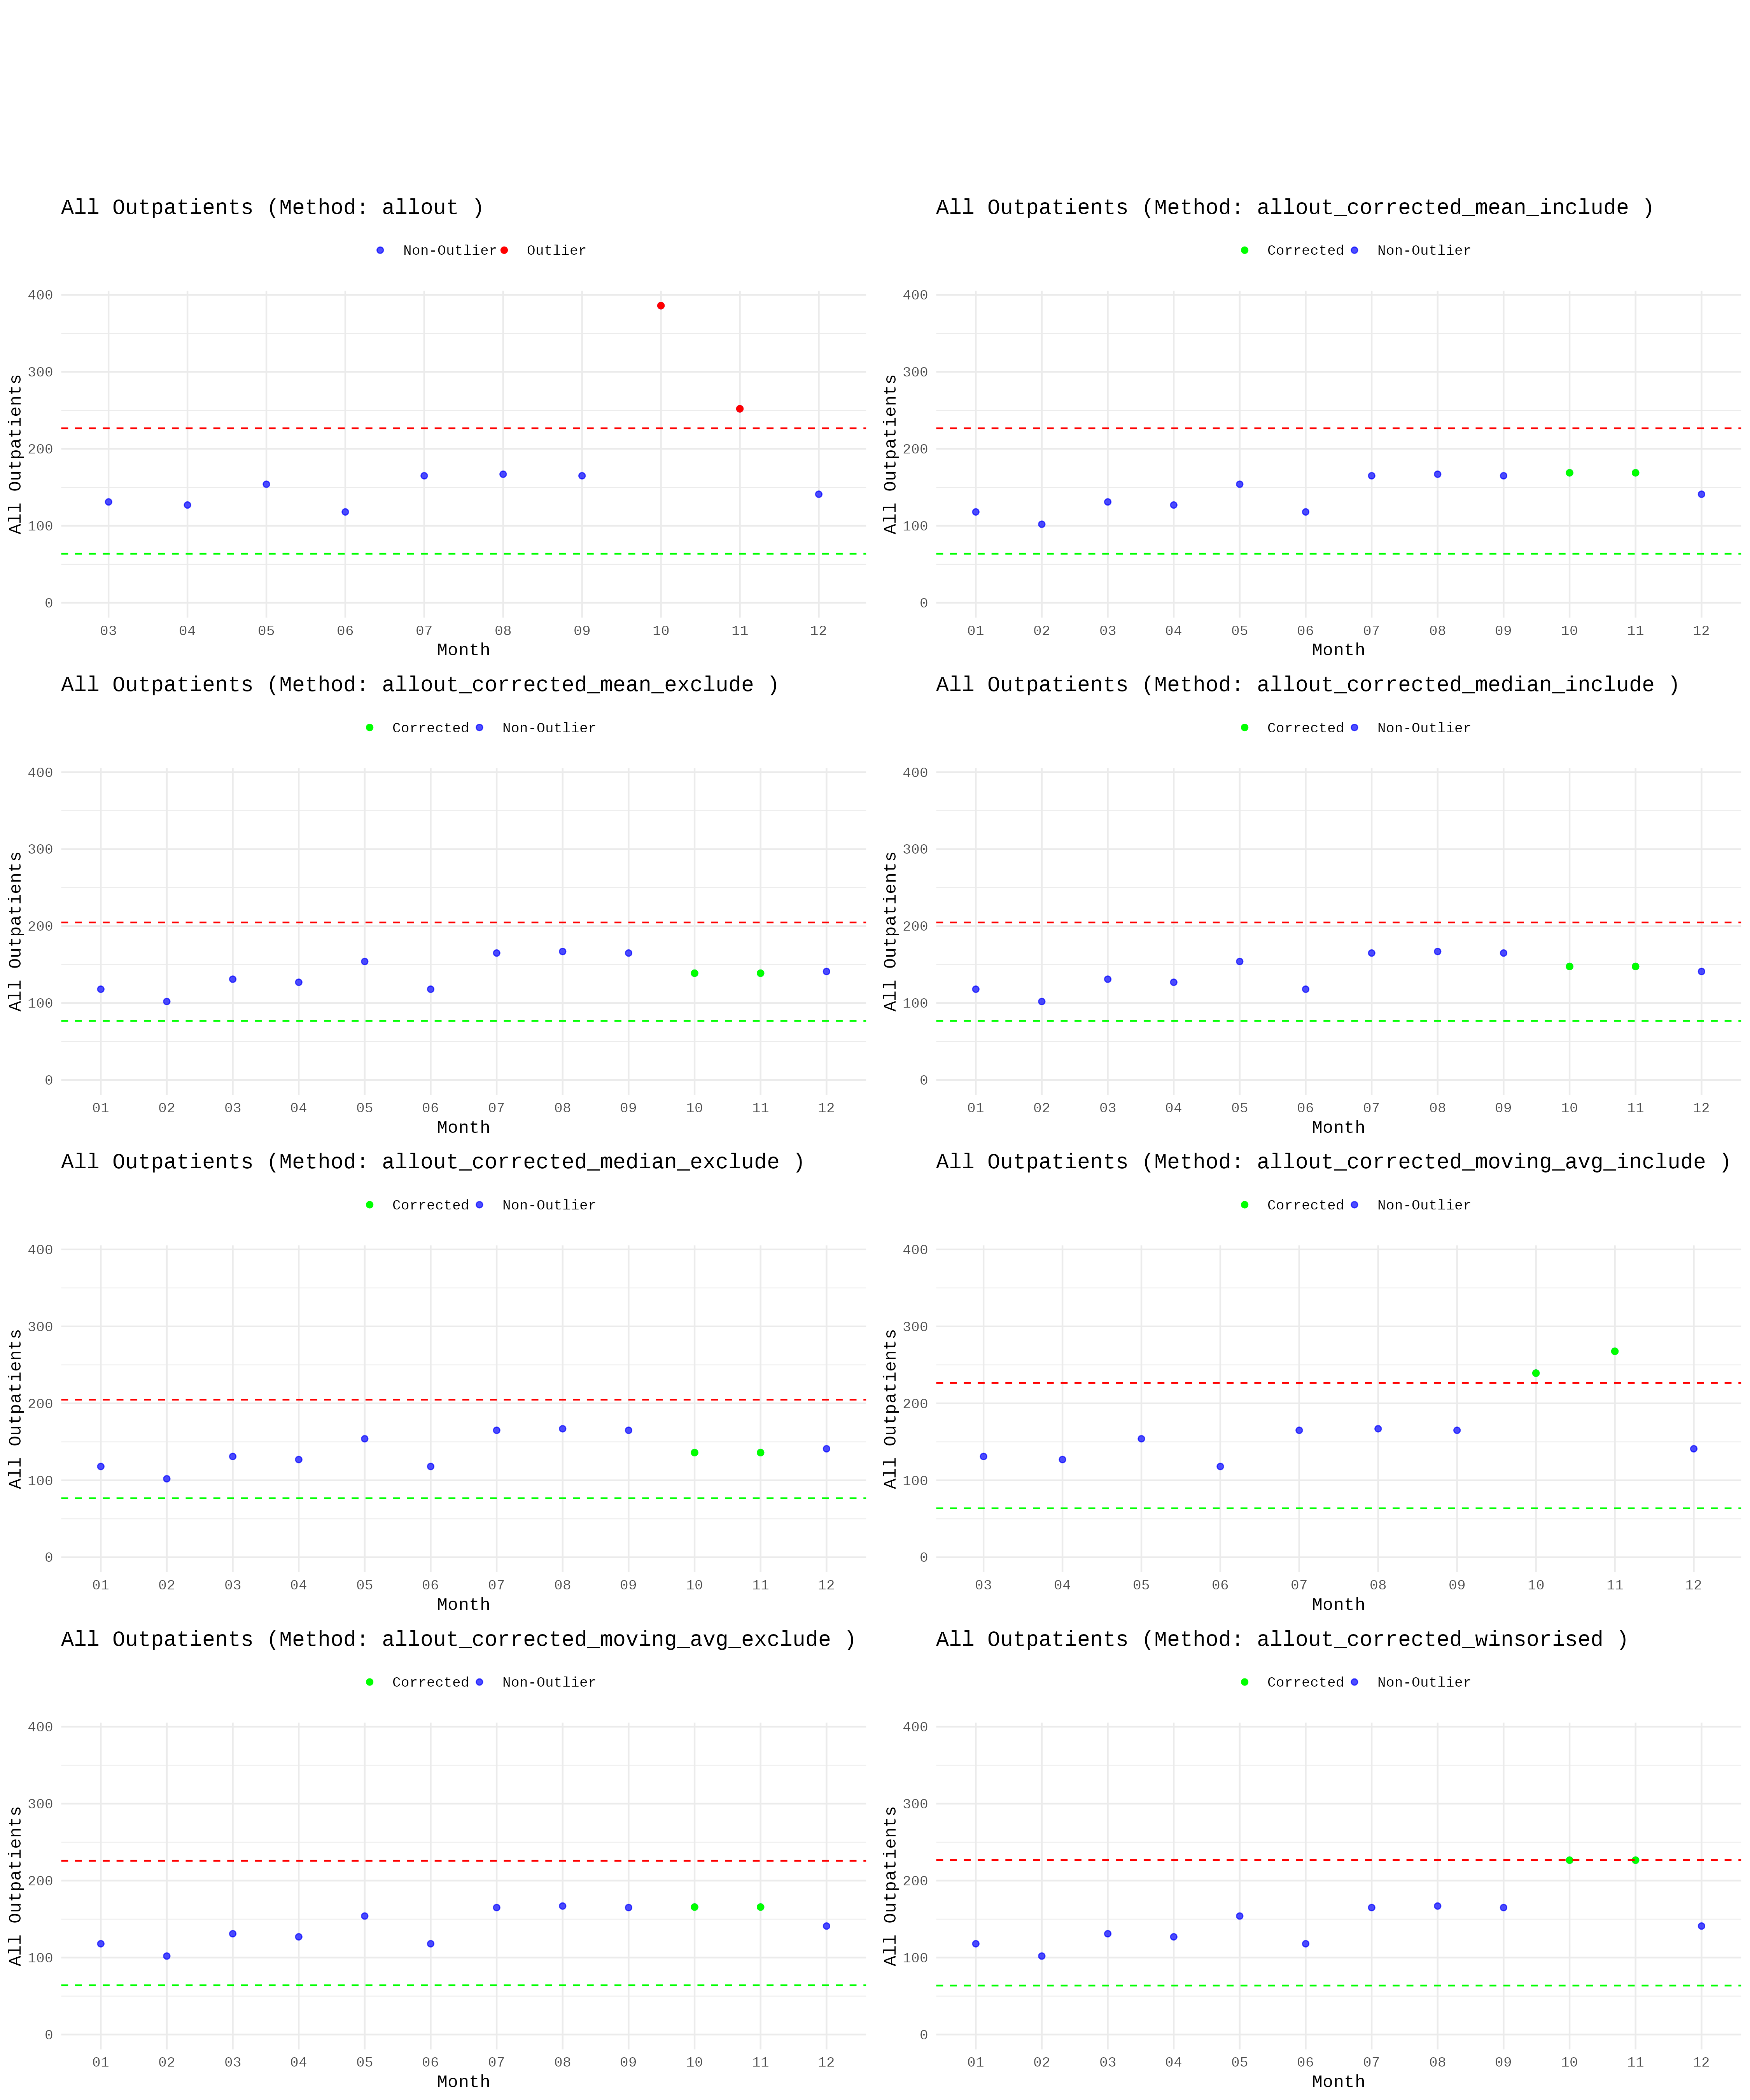 All Outpatients (Method: allout )
Non-Outlier Outlier
All Outpatients
400
300
200
100
0
03 04 05 06 07 08 09 10 11 12
Month
All Outpatients (Method: allout_corrected_mean_include )
Corrected Non-Outlier
All Outpatients
400
300
200
100
0
01 02 03 04 05 06 07 08 09 10 11 12
Month
All Outpatients (Method: allout_corrected_mean_exclude )
Corrected Non-Outlier
All Outpatients
400
300
200
100
0
01 02 03 04 05 06 07 08 09 10 11 12
Month
All Outpatients (Method: allout_corrected_median_include )
Corrected Non-Outlier
All Outpatients
400
300
200
100
0
01 02 03 04 05 06 07 08 09 10 11 12
Month
All Outpatients (Method: allout_corrected_median_exclude )
Corrected Non-Outlier
All Outpatients
400
300
200
100
0
01 02 03 04 05 06 07 08 09 10 11 12
Month
All Outpatients (Method: allout_corrected_moving_avg_include )
Corrected Non-Outlier
All Outpatients
400
300
200
100
0
03 04 05 06 07 08 09 10 11 12
Month
All Outpatients (Method: allout_corrected_moving_avg_exclude )
Corrected Non-Outlier
All Outpatients
400
300
200
100
0
01 02 03 04 05 06 07 08 09 10 11 12
Month
All Outpatients (Method: allout_corrected_winsorised )
Corrected Non-Outlier
All Outpatients
400
300
200
100
0
01 02 03 04 05 06 07 08 09 10 11 12
Month